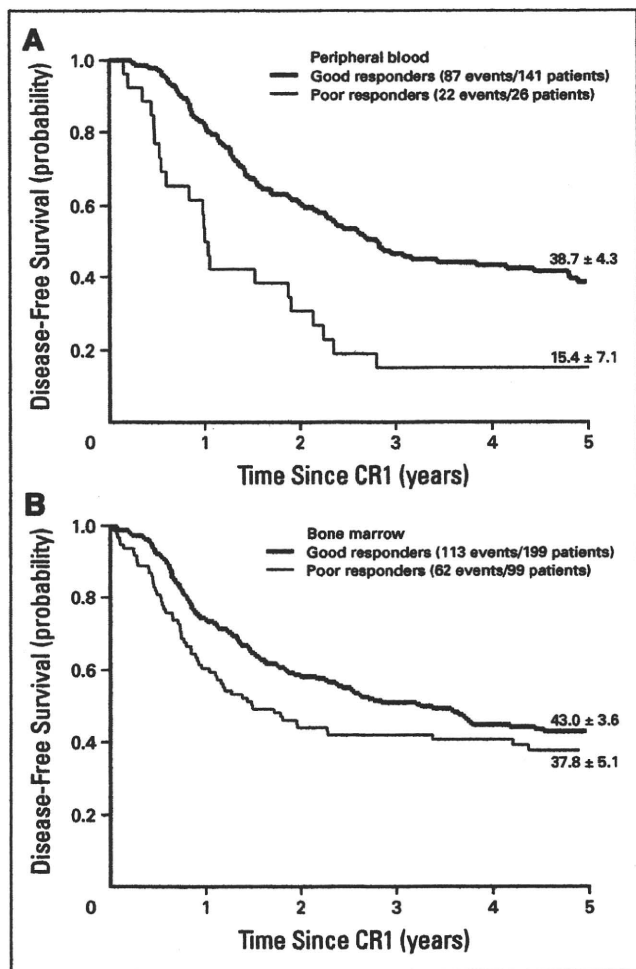 A
Peripheral blood
Good responders (87 events/141 patients)
Poor responders (22 events/26 patients)
Disease-Free Survival (probability)
1.0
0.8
0.6
0.4
0.2
38.7 ± 4.3
15.4 ± 7.1
0
1
2
3
4
5
Time Since CR1 (years)
B
Bone marrow
Good responders (113 events/199 patients)
Poor responders (62 events/99 patients)
Disease-Free Survival (probability)
1.0
0.8
0.6
0.4
0.2
43.0 ± 3.6
37.8 ± 5.1
0
1
2
3
4
5
Time Since CR1 (years)